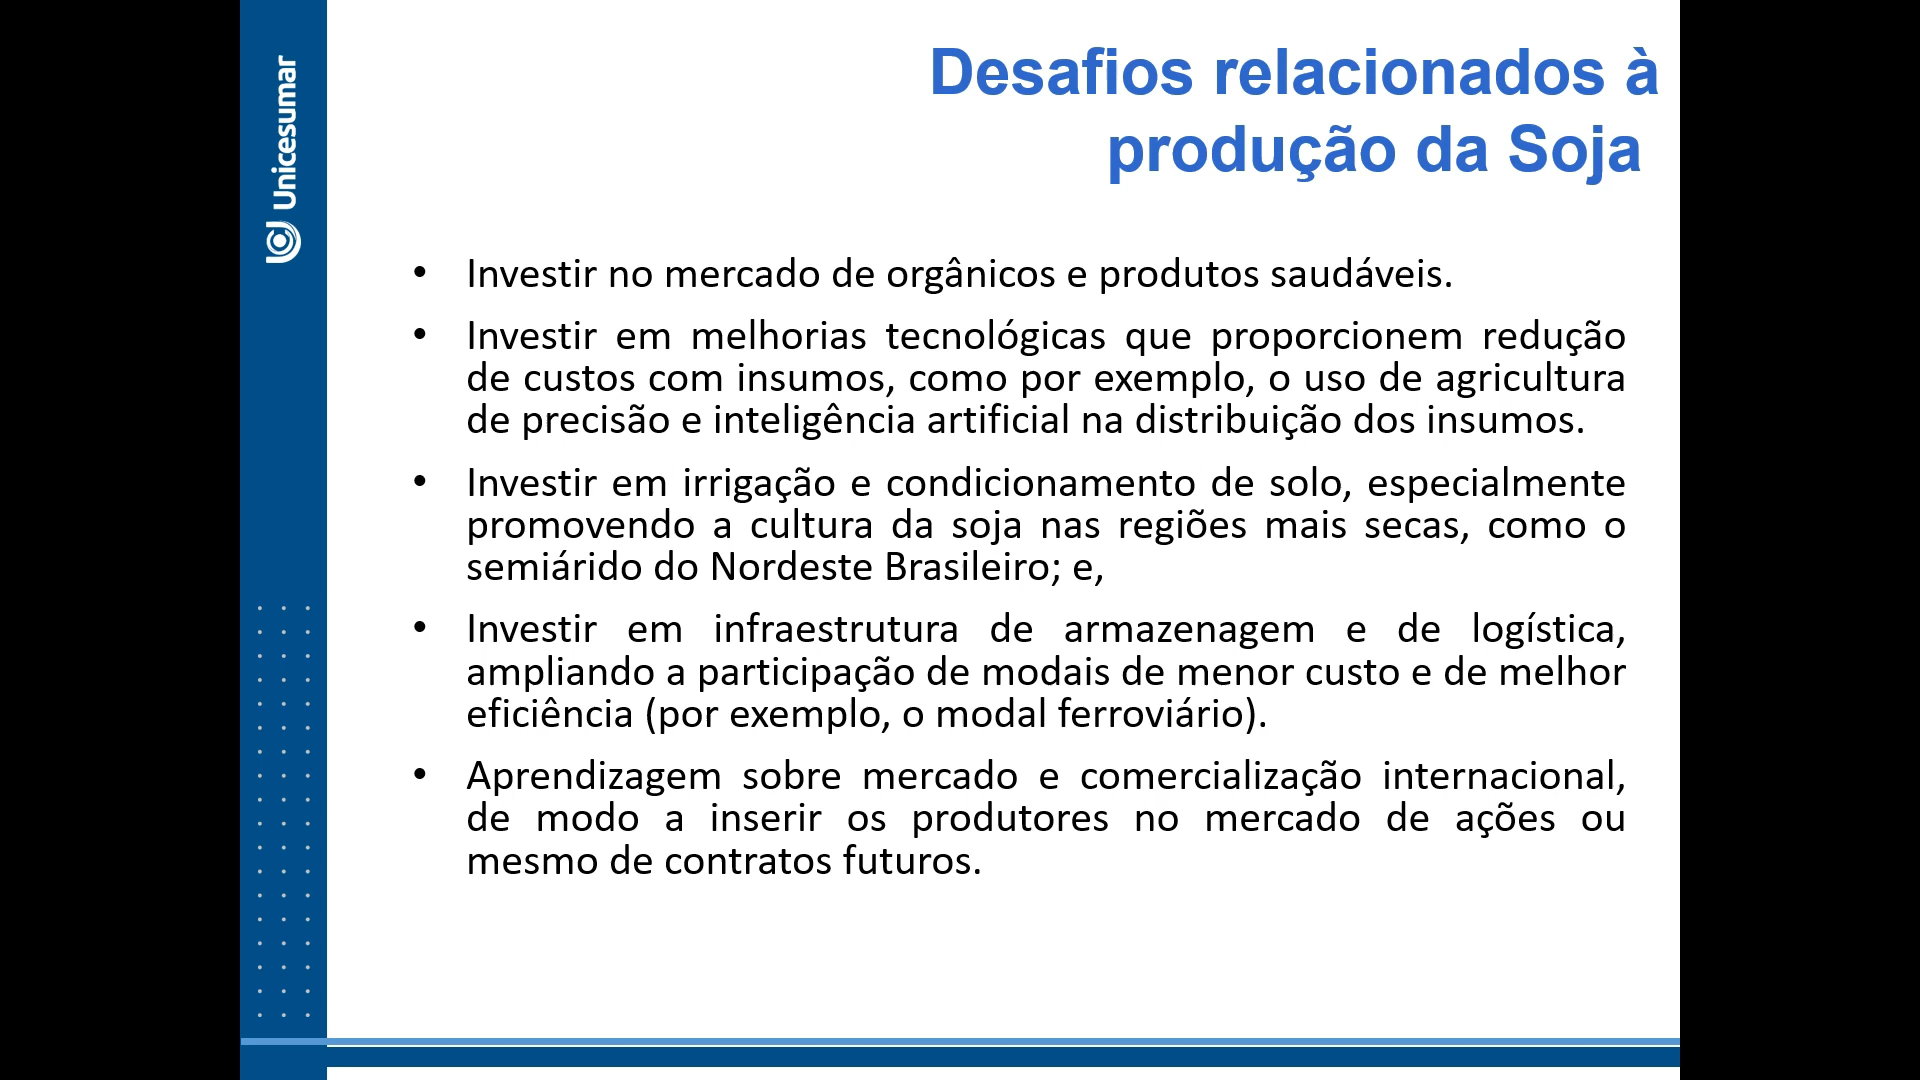 Unicesumar
Desafios relacionados à
produção da Soja
• Investir no mercado de orgânicos e produtos saudáveis.
• Investir em melhorias tecnológicas que proporcionem redução
de custos com insumos, como por exemplo, o uso de agricultura
de precisão e inteligência artificial na distribuição dos insumos.
• Investir em irrigação e condicionamento de solo, especialmente
promovendo a cultura da soja nas regiões mais secas, como o
semiárido do Nordeste Brasileiro; e,
• Investir em infraestrutura de armazenagem e de logística,
ampliando a participação de modais de menor custo e de melhor
eficiência (por exemplo, o modal ferroviário).
• Aprendizagem sobre mercado e comercialização internacional,
de modo a inserir os produtores no mercado de ações ou
mesmo de contratos futuros.